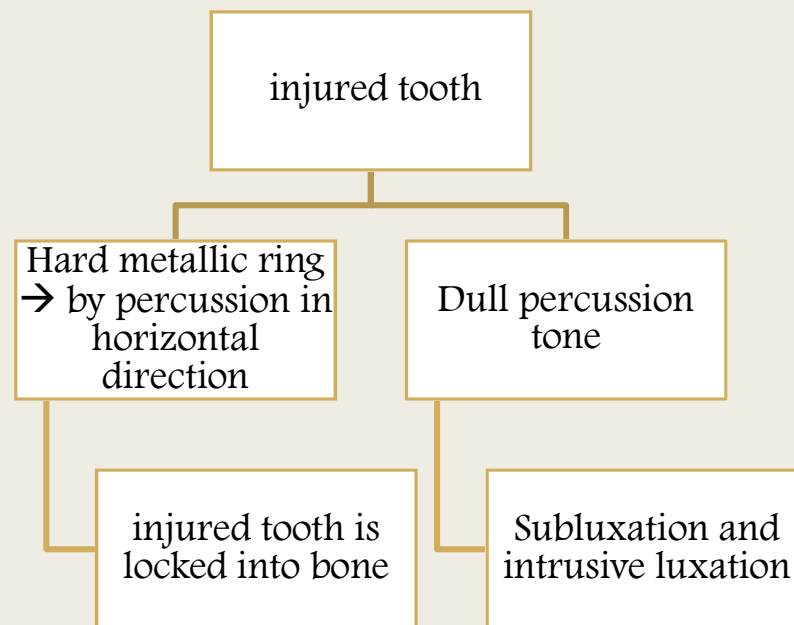 injured tooth
Hard metallic ring
→ by percussion in
horizontal
direction
Dull percussion
tone
injured tooth is
locked into bone
Subluxation and
intrusive luxation